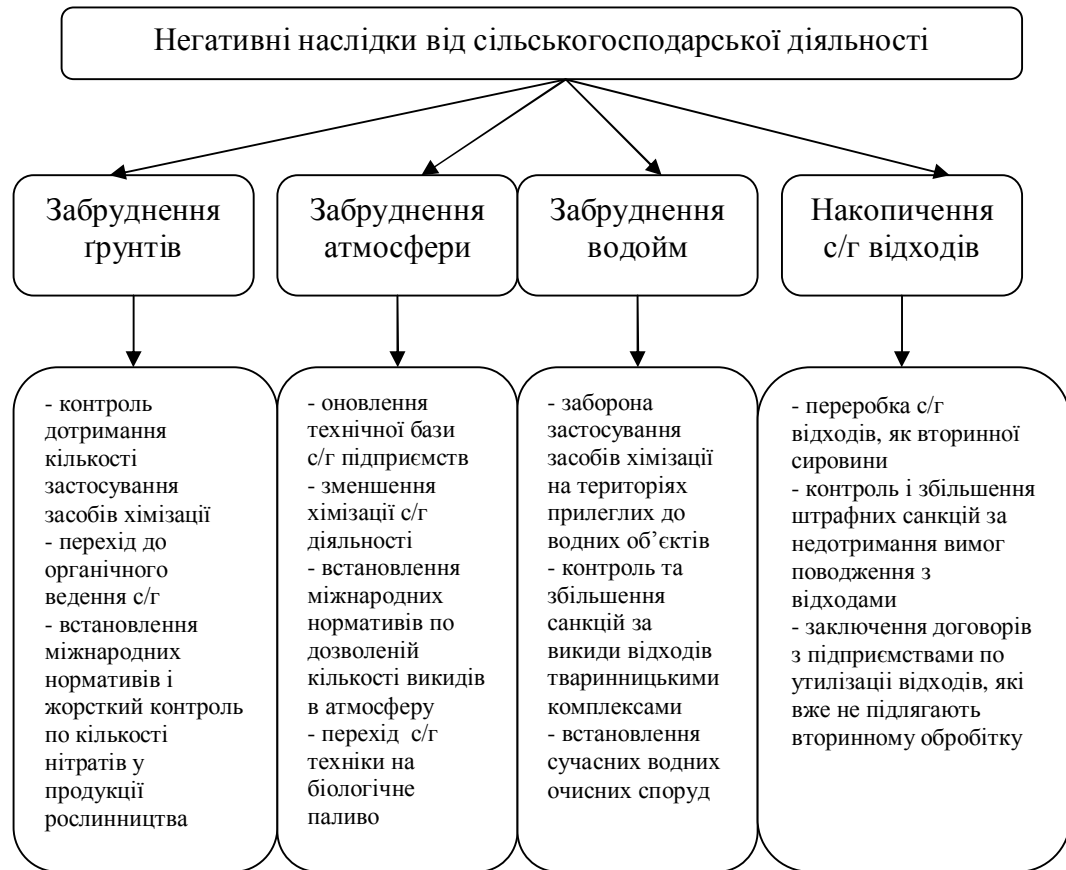 Негативні наслідки від сільськогосподарської діяльності
Забруднення
ґрунтів
Забруднення
атмосфери
Забруднення
водойм
Накопичення
с/г відходів
- контроль
дотримання
кількості
застосування
засобів хімізації
- перехід до
органічного
ведення с/г
- встановлення
міжнародних
нормативів і
жорсткий контроль
по кількості
нітратів у
продукції
рослинництва
- оновлення
технічної бази
с/г підприємств
- зменшення
хімізації с/г
діяльності
- встановлення
міжнародних
нормативів по
дозволеній
кількості викидів
в атмосферу
- перехід с/г
техніки на
біологічне
паливо
- заборона
застосування
засобів хімізації
на територіях
прилеглих до
водних об’єктів
- контроль та
збільшення
санкцій за
викиди відходів
тваринницькими
комплексами
- встановлення
сучасних водних
очисних споруд
- переробка с/г
відходів, як вторинної
сировини
- контроль і збільшення
штрафних санкцій за
недотримання вимог
поводження з
відходами
- заключення договорів
з підприємствами по
утилізації відходів, які
вже не підлягають
вторинному обробітку